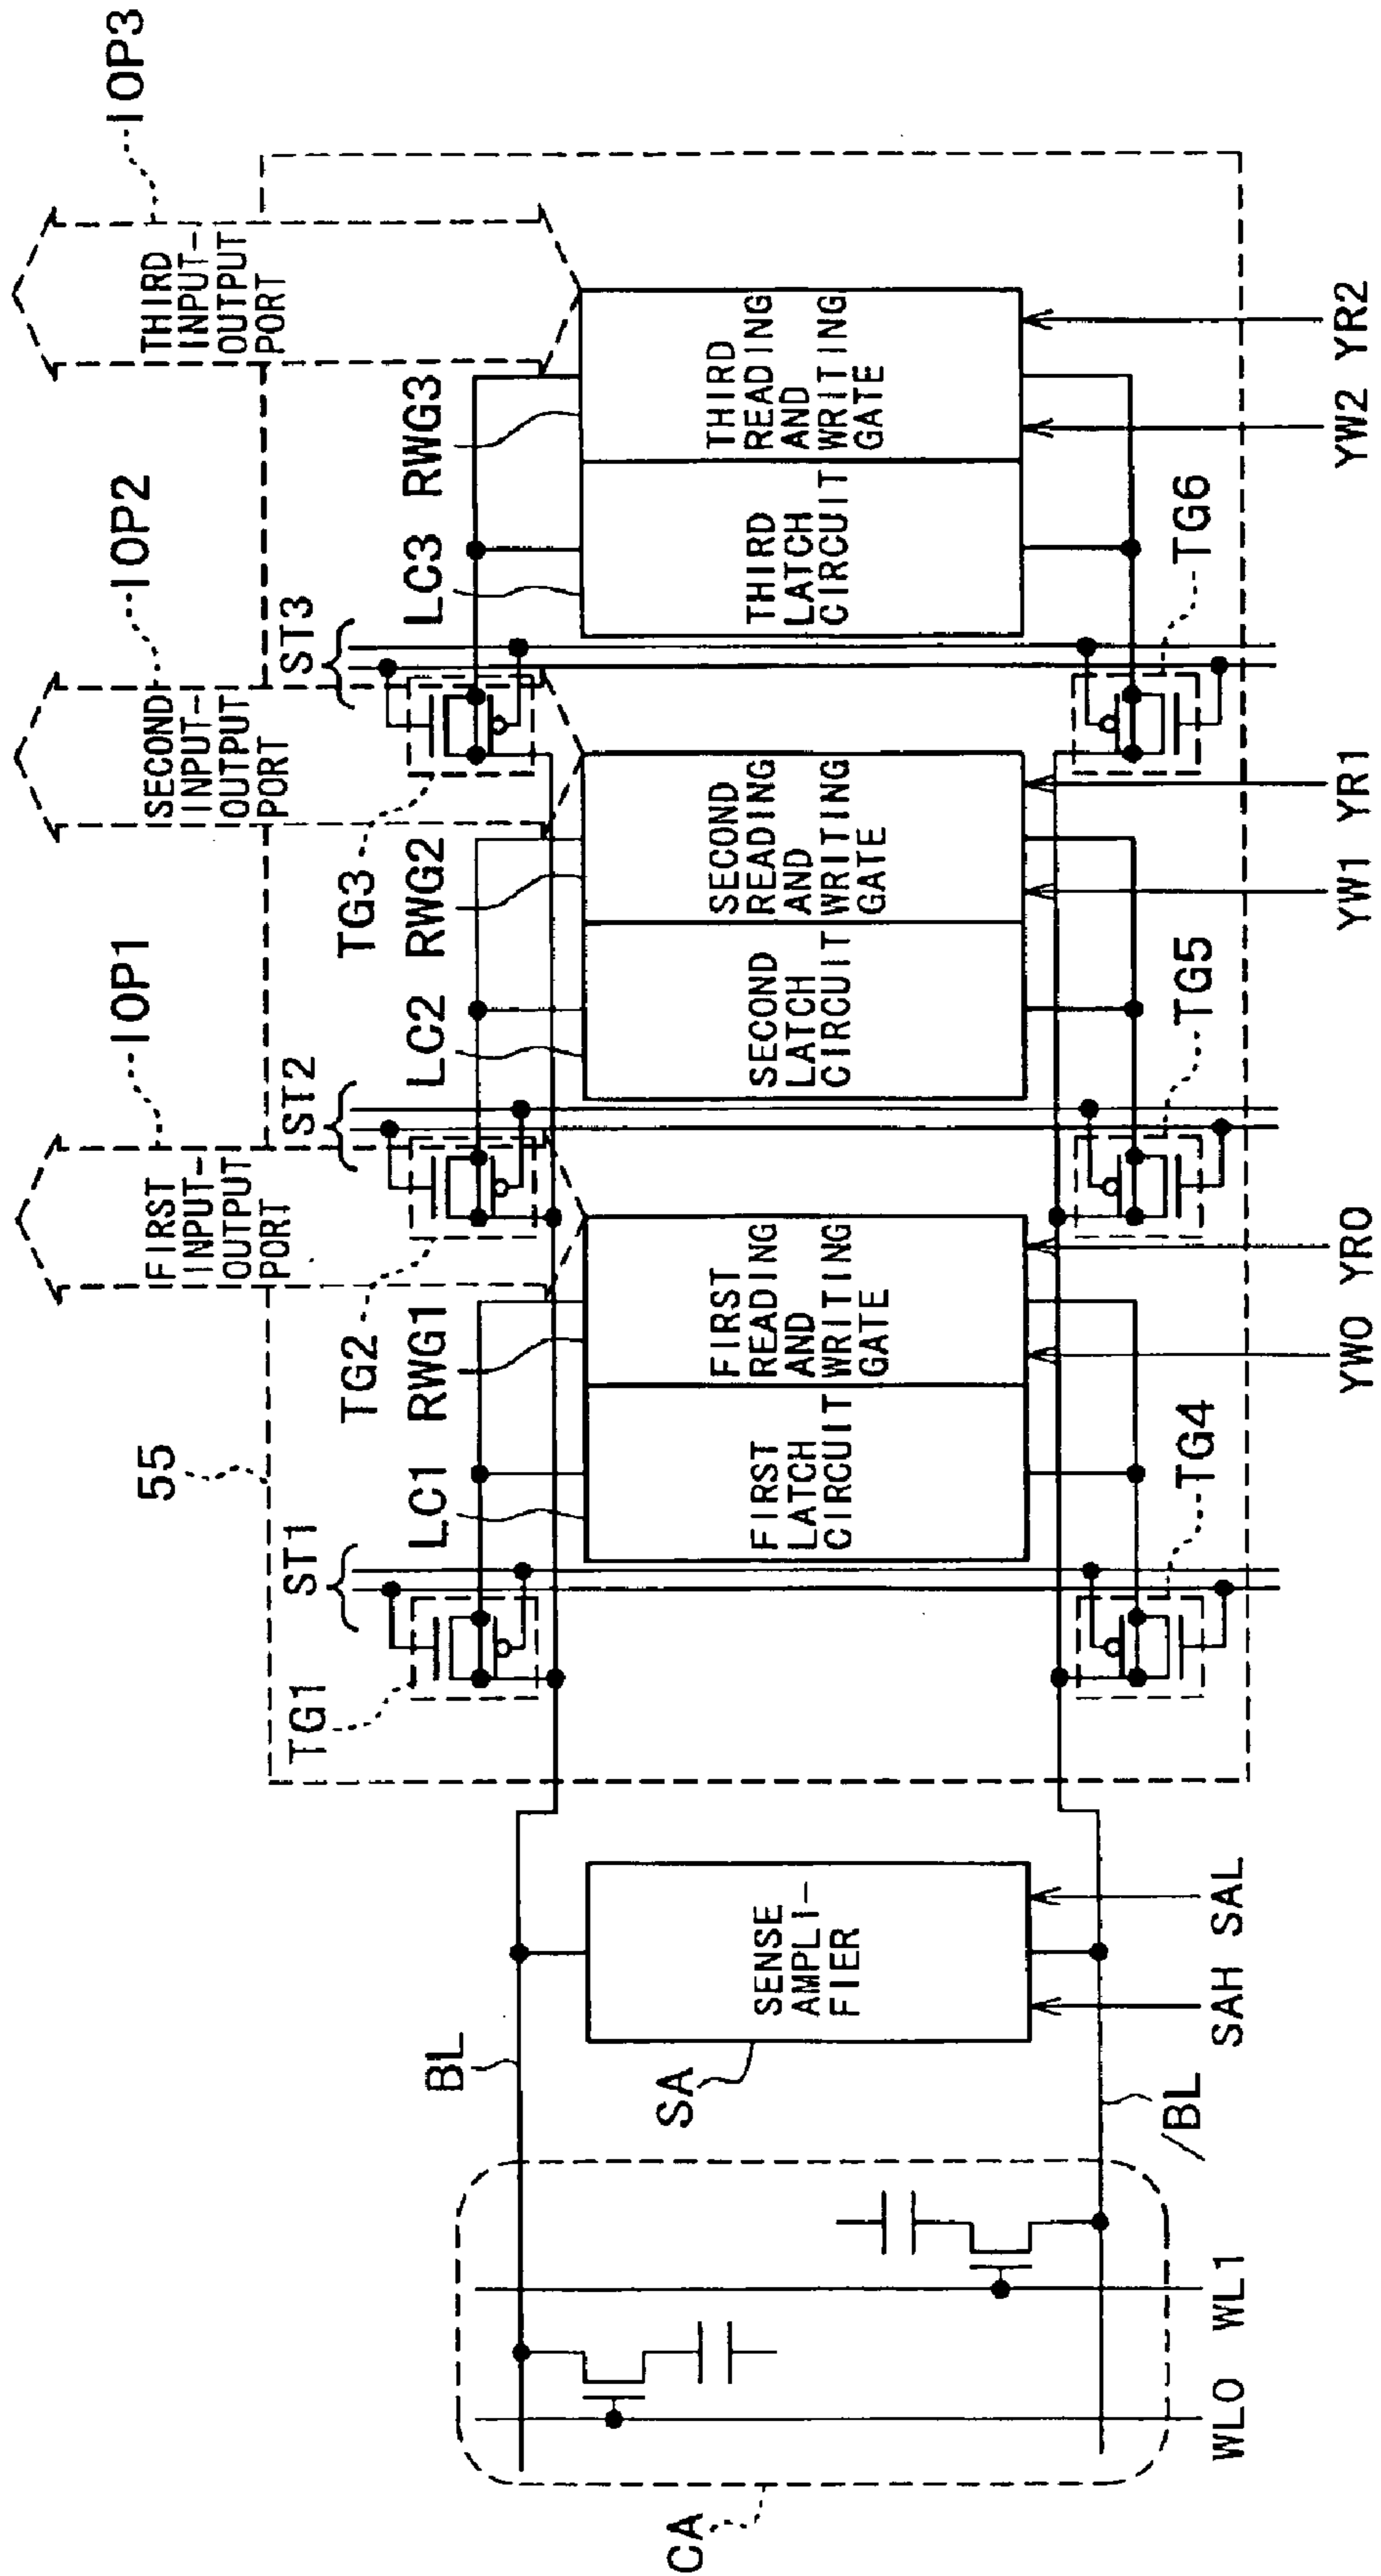 IOP1
IOP2
IOP3
FIRST
INPUT-
OUTPUT
PORT
SECOND
INPUT-
OUTPUT
PORT
THIRD
INPUT-
OUTPUT
PORT
55
ST1
ST2
ST3
TG1
TG2
TG3
LC1 RWG1
LC2 RWG2
LC3 RWG3
BL
CA
SA
SENSE
AMPLI-
FIER
FIRST
LATCH
CIRCUIT
FIRST
READING
AND
WRITING
GATE
SECOND
LATCH
CIRCUIT
SECOND
READING
AND
WRITING
GATE
THIRD
LATCH
CIRCUIT
THIRD
READING
AND
WRITING
GATE
/BL
TG4
TG5
TG6
WL0 WL1
SAH SAL
YW0 YR0
YW1 YR1
YW2 YR2